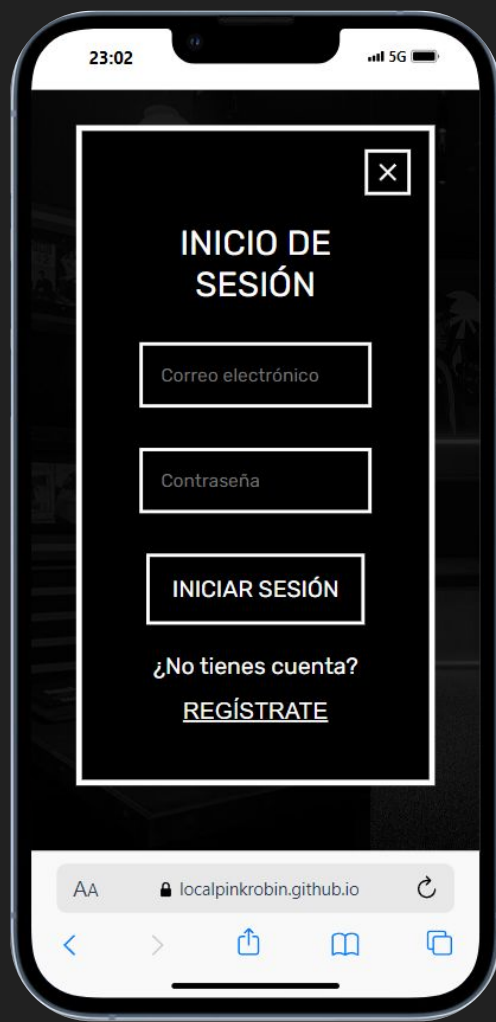 23:02
5G
INICIO DE
SESIÓN
Correo electrónico
Contraseña
INICIAR SESIÓN
¿No tienes cuenta?
REGÍSTRATE
AA
localpinkrobin.github.io